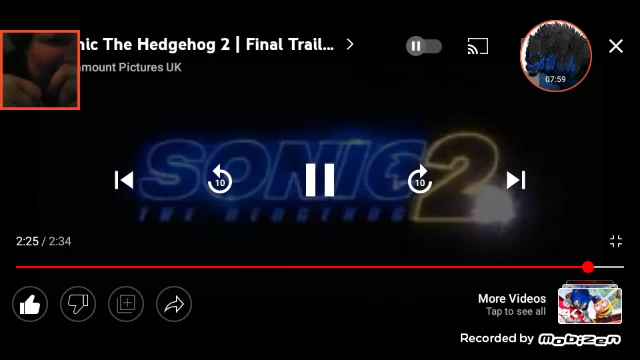 nic The Hedgehog 2 | Final Trail...
amount Pictures UK
07:59
SONIC 2
THE HEDGEHOG
10
10
2:25 / 2:34
More Videos
Tap to see all
Recorded by Mobizen